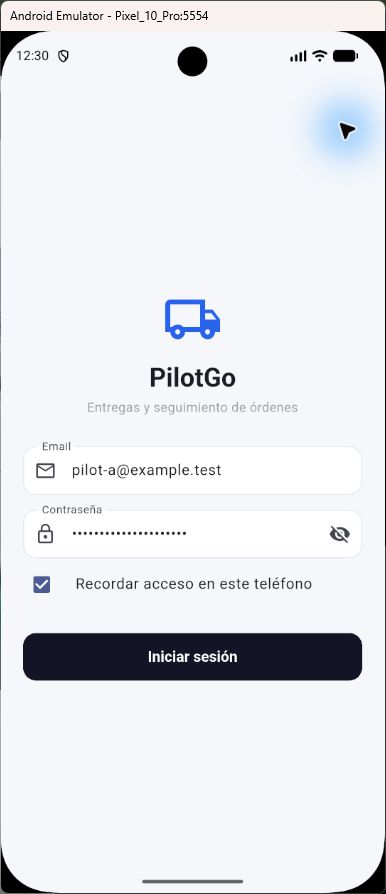 Android Emulator - Pixel_10_Pro:5554
12:30
PilotGo
Entregas y seguimiento de órdenes
Email
pilot-a@example.test
Contraseña
•••••••••••••••••••••
Recordar acceso en este teléfono
Iniciar sesión